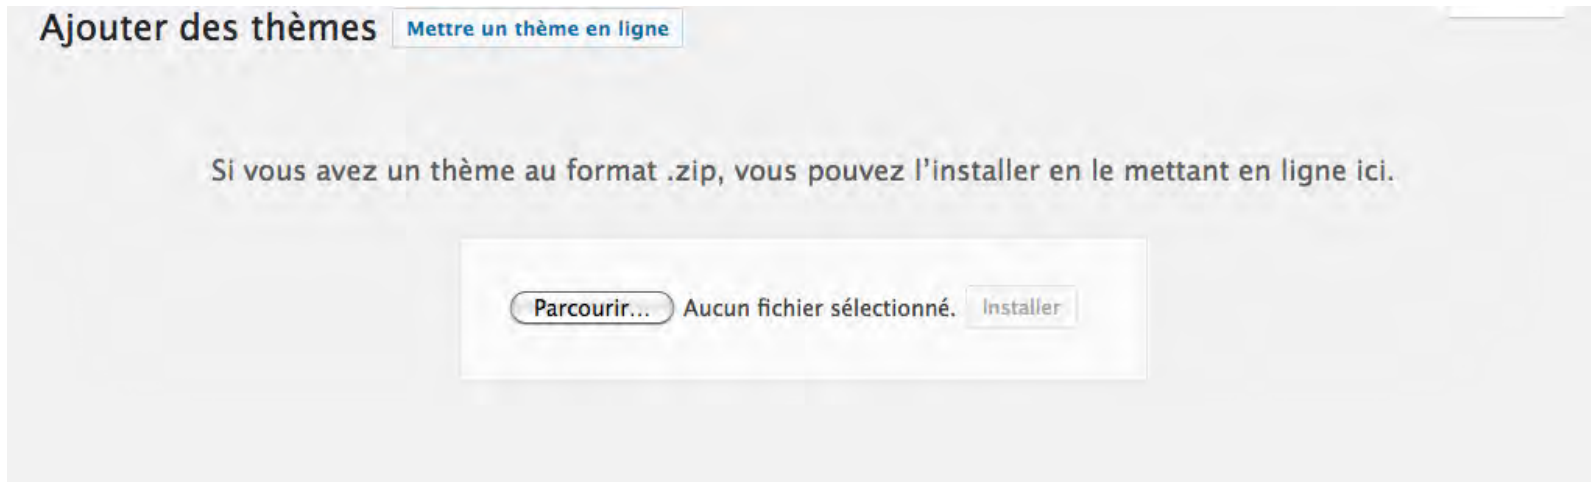 Ajouter des thèmes Mettre un thème en ligne
Si vous avez un thème au format .zip, vous pouvez l’installer en le mettant en ligne ici.
Parcourir... Aucun fichier sélectionné. Installer